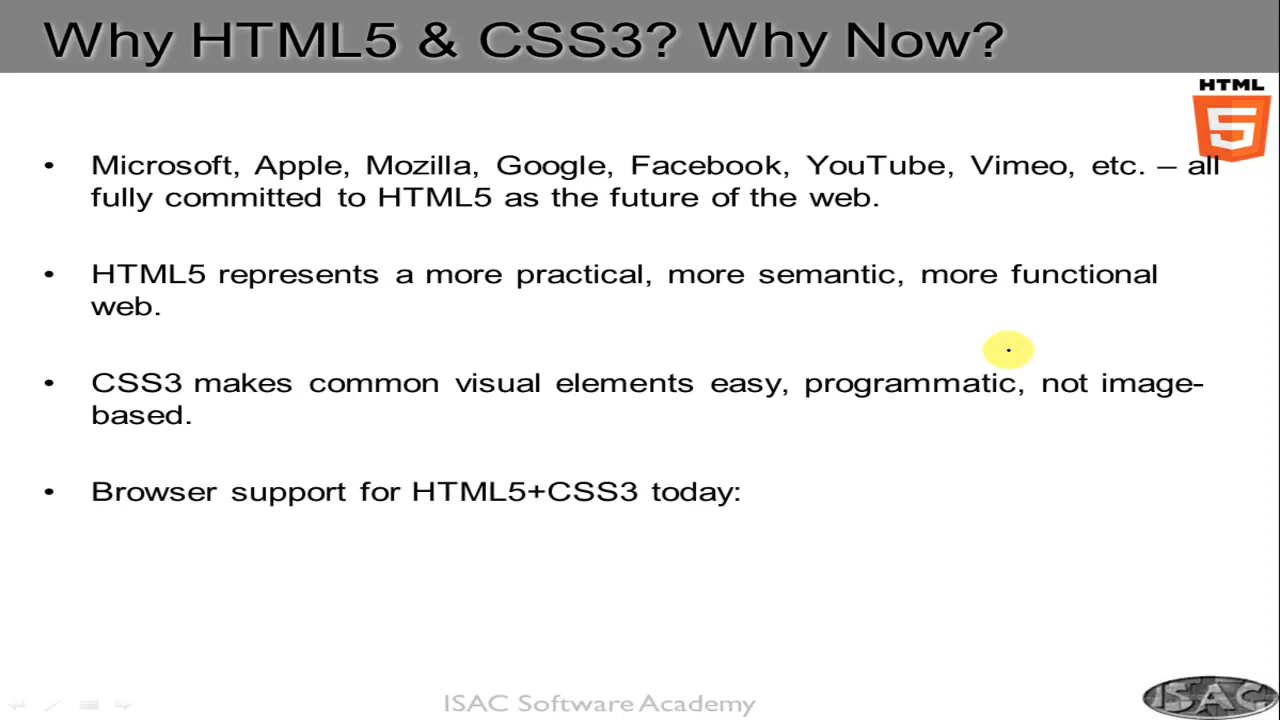 Why HTML5 & CSS3? Why Now?
HTML
5
• Microsoft, Apple, Mozilla, Google, Facebook, YouTube, Vimeo, etc. – all
fully committed to HTML5 as the future of the web.
• HTML5 represents a more practical, more semantic, more functional
web.
• CSS3 makes common visual elements easy, programmatic, not image-
based.
• Browser support for HTML5+CSS3 today:
ISAC Software Academy
ISAC